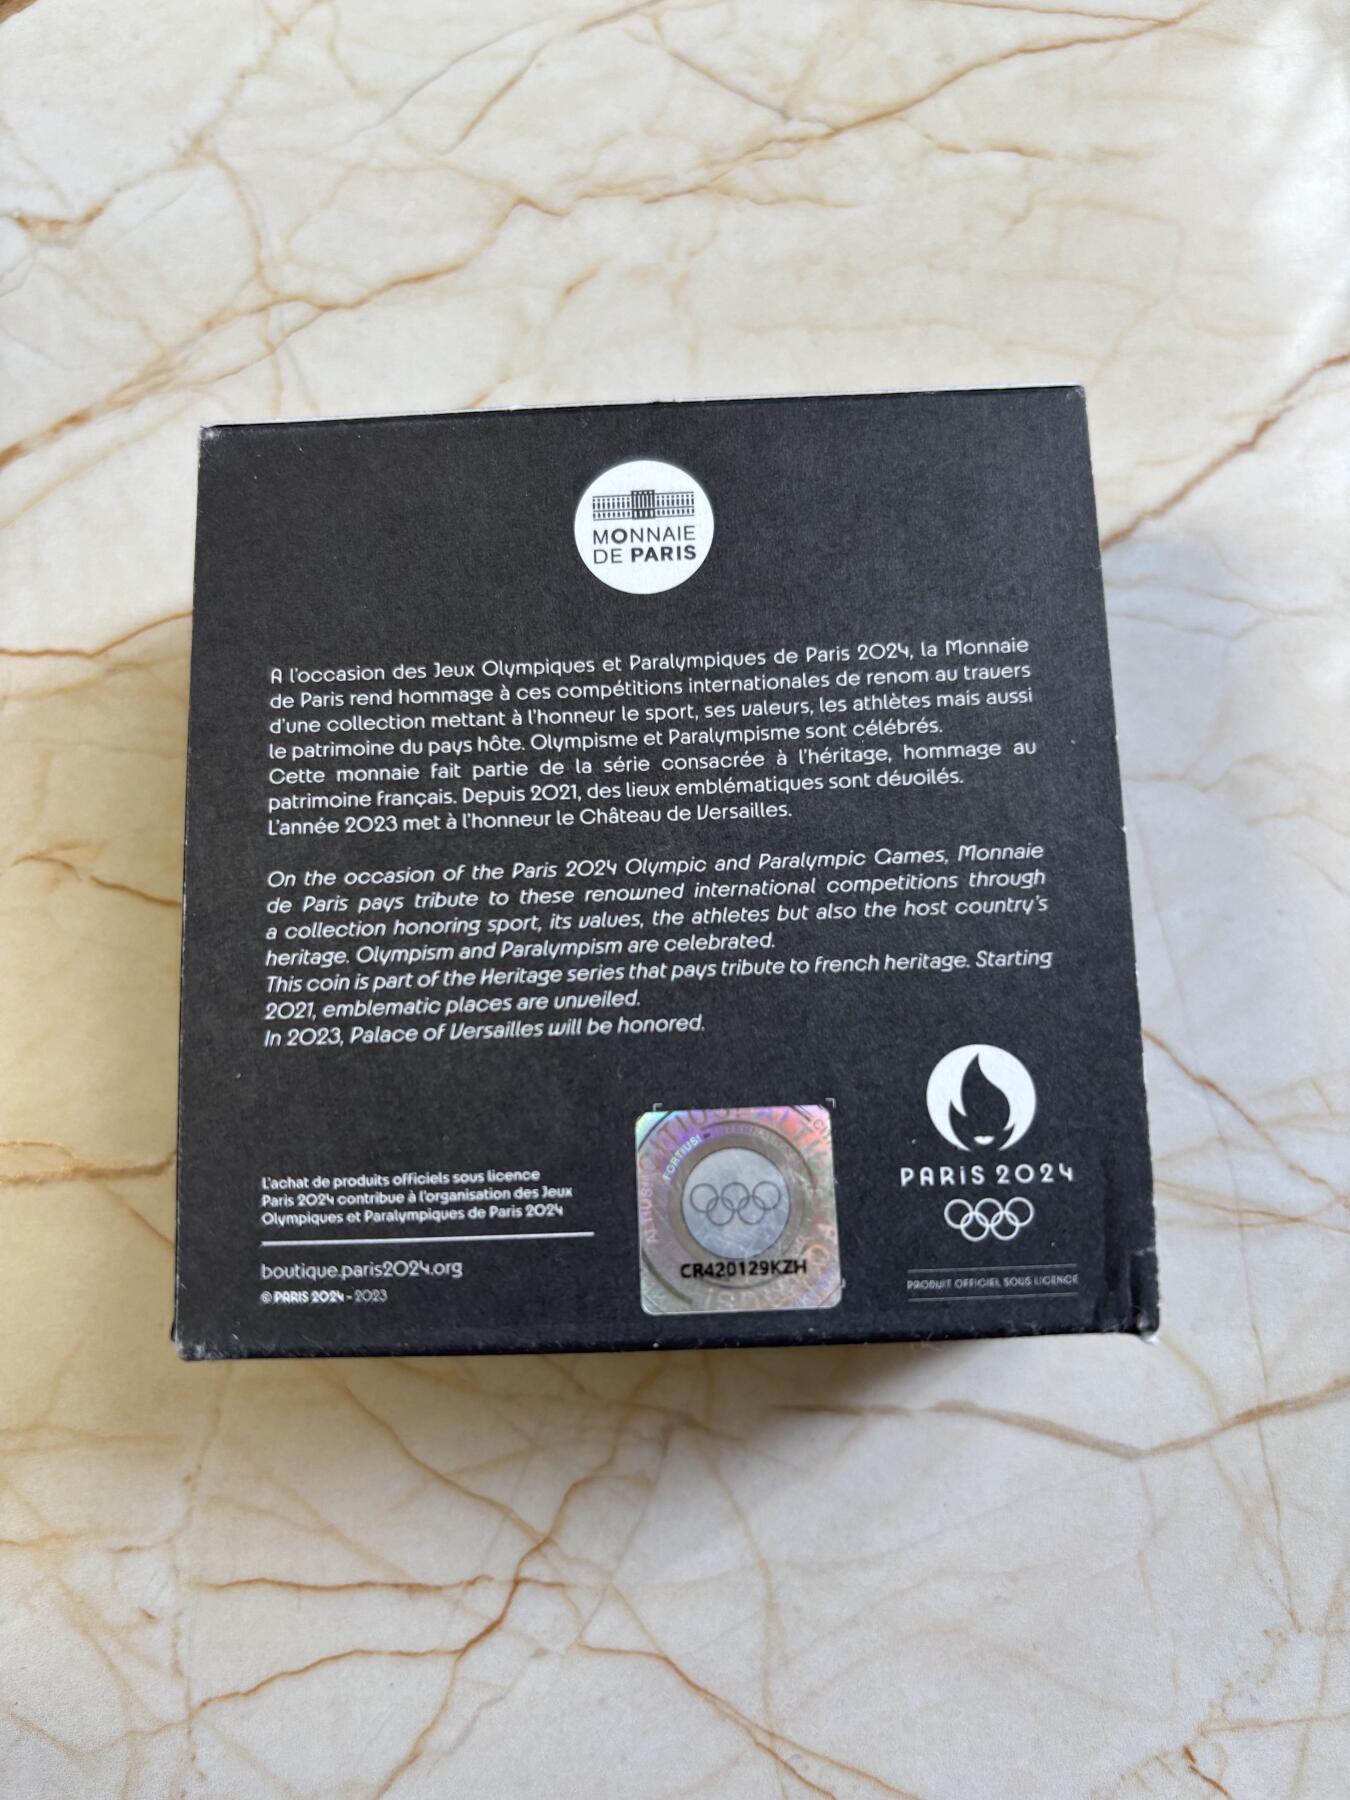 MONNAIE
DE PARIS
A l'occasion des Jeux Olympiques et Paralympiques de Paris 2024, la Monnaie
de Paris rend hommage à ces compétitions internationales de renom au travers
d'une collection mettant à l'honneur le sport, ses valeurs, les athlètes mais aussi
le patrimoine du pays hôte. Olympisme et Paralympisme sont célébrés.
Cette monnaie fait partie de la série consacrée à l'héritage, hommage au
patrimoine français. Depuis 2021, des lieux emblématiques sont dévoilés.
L'année 2023 met à l'honneur le Château de Versailles.
On the occasion of the Paris 2024 Olympic and Paralympic Games, Monnaie
de Paris pays tribute to these renowned international competitions through
a collection honoring sport, its values, the athletes but also the host country's
heritage. Olympism and Paralympism are celebrated.
This coin is part of the Heritage series that pays tribute to french heritage. Starting
2021, emblematic places are unveiled.
In 2023, Palace of Versailles will be honored.
L'achat de produits officiels sous licence
Paris 2024 contribue à l'organisation des Jeux
Olympiques et Paralympiques de Paris 2024
boutique.paris2024.org
© PARIS 2024 - 2023
FORTIUS!
CR420129KZH
PARIS 2024
PRODUIT OFFICIEL SOUS LICENCE